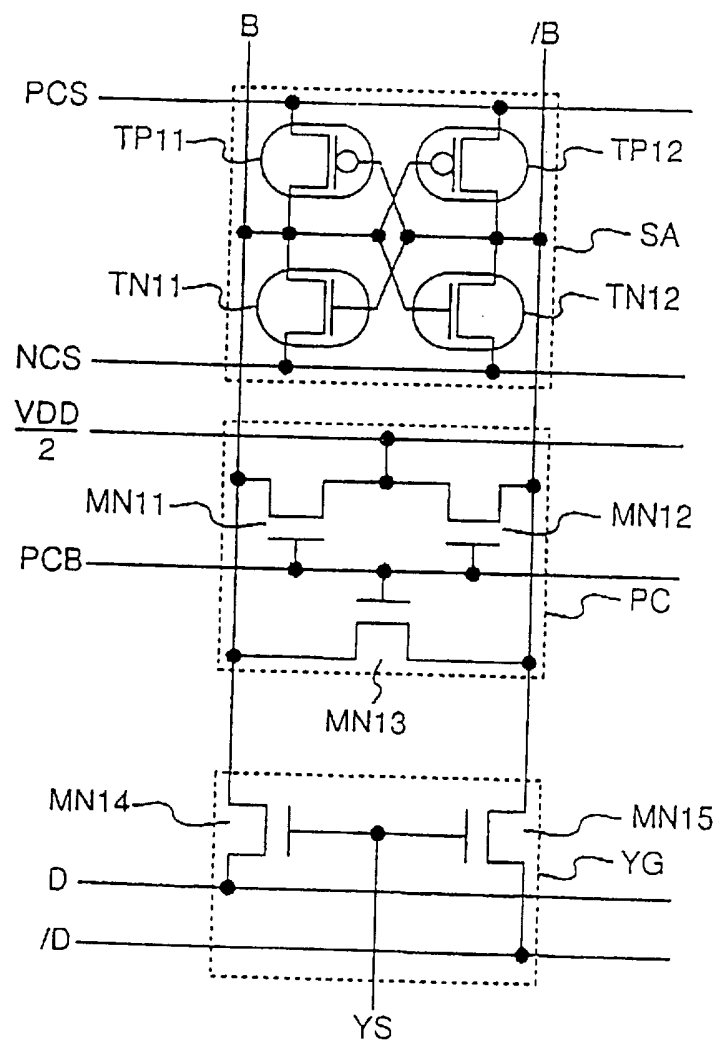 B /B
PCS
TP11 TP12
SA
TN11 TN12
NCS
VDD
2
MN11 MN12
PCB
PC
MN13
MN14 MN15
YG
D
/D
YS